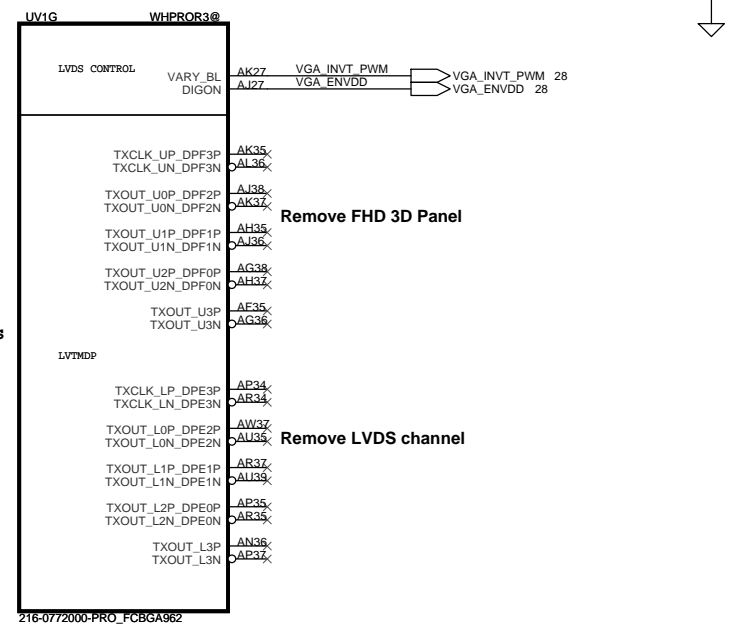 UV1G WHPROR3@
LVDS CONTROL
VARY_BL AK27 VGA_INVT_PWM VGA_INVT_PWM 28
DIGON AJ27 VGA_ENVDD VGA_ENVDD 28
TXCLK_UP_DPF3P AK35
TXCLK_UN_DPF3N AL36
TXOUT_U0P_DPF2P AJ38
TXOUT_U0N_DPF2N AK37
Remove FHD 3D Panel
TXOUT_U1P_DPF1P AH35
TXOUT_U1N_DPF1N AJ36
TXOUT_U2P_DPF0P AG38
TXOUT_U2N_DPF0N AH37
TXOUT_U3P AF35
TXOUT_U3N AG36
s
LVTMDP
TXCLK_LP_DPE3P AP34
TXCLK_LN_DPE3N AR34
TXOUT_L0P_DPE2P AW37
TXOUT_L0N_DPE2N AU35
Remove LVDS channel
TXOUT_L1P_DPE1P AR37
TXOUT_L1N_DPE1N AU39
TXOUT_L2P_DPE0P AP35
TXOUT_L2N_DPE0N AR35
TXOUT_L3P AN36
TXOUT_L3N AP37
216-0772000-PRO_FCBGA962